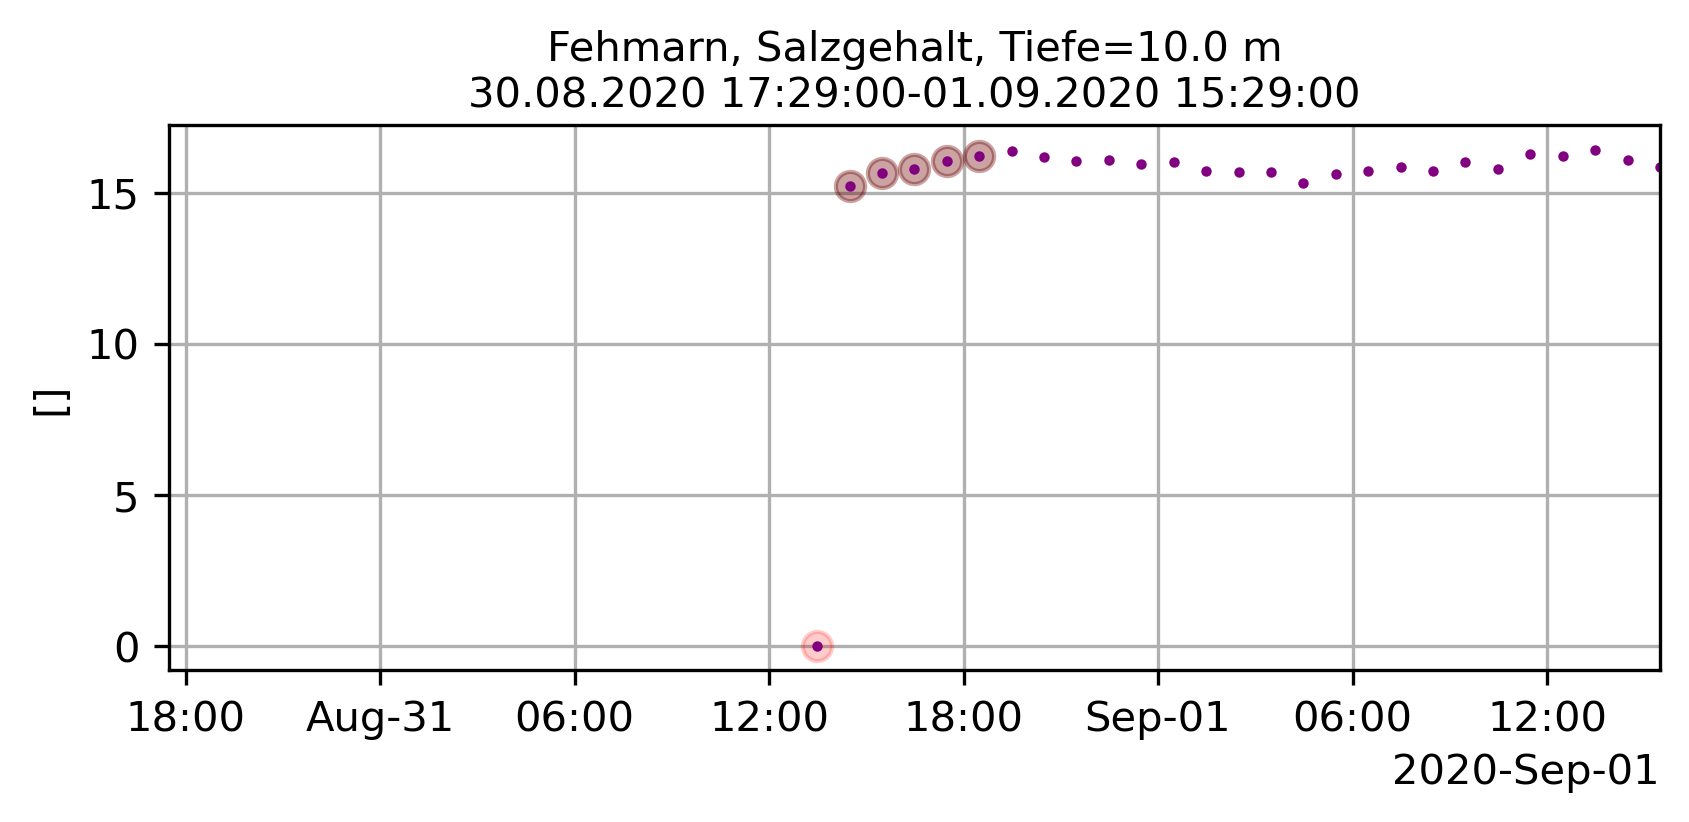 Fehmarn, Salzgehalt, Tiefe=10.0 m
30.08.2020 17:29:00-01.09.2020 15:29:00
15
10
5
0
[]
18:00 Aug-31 06:00 12:00 18:00 Sep-01 06:00 12:00
2020-Sep-01